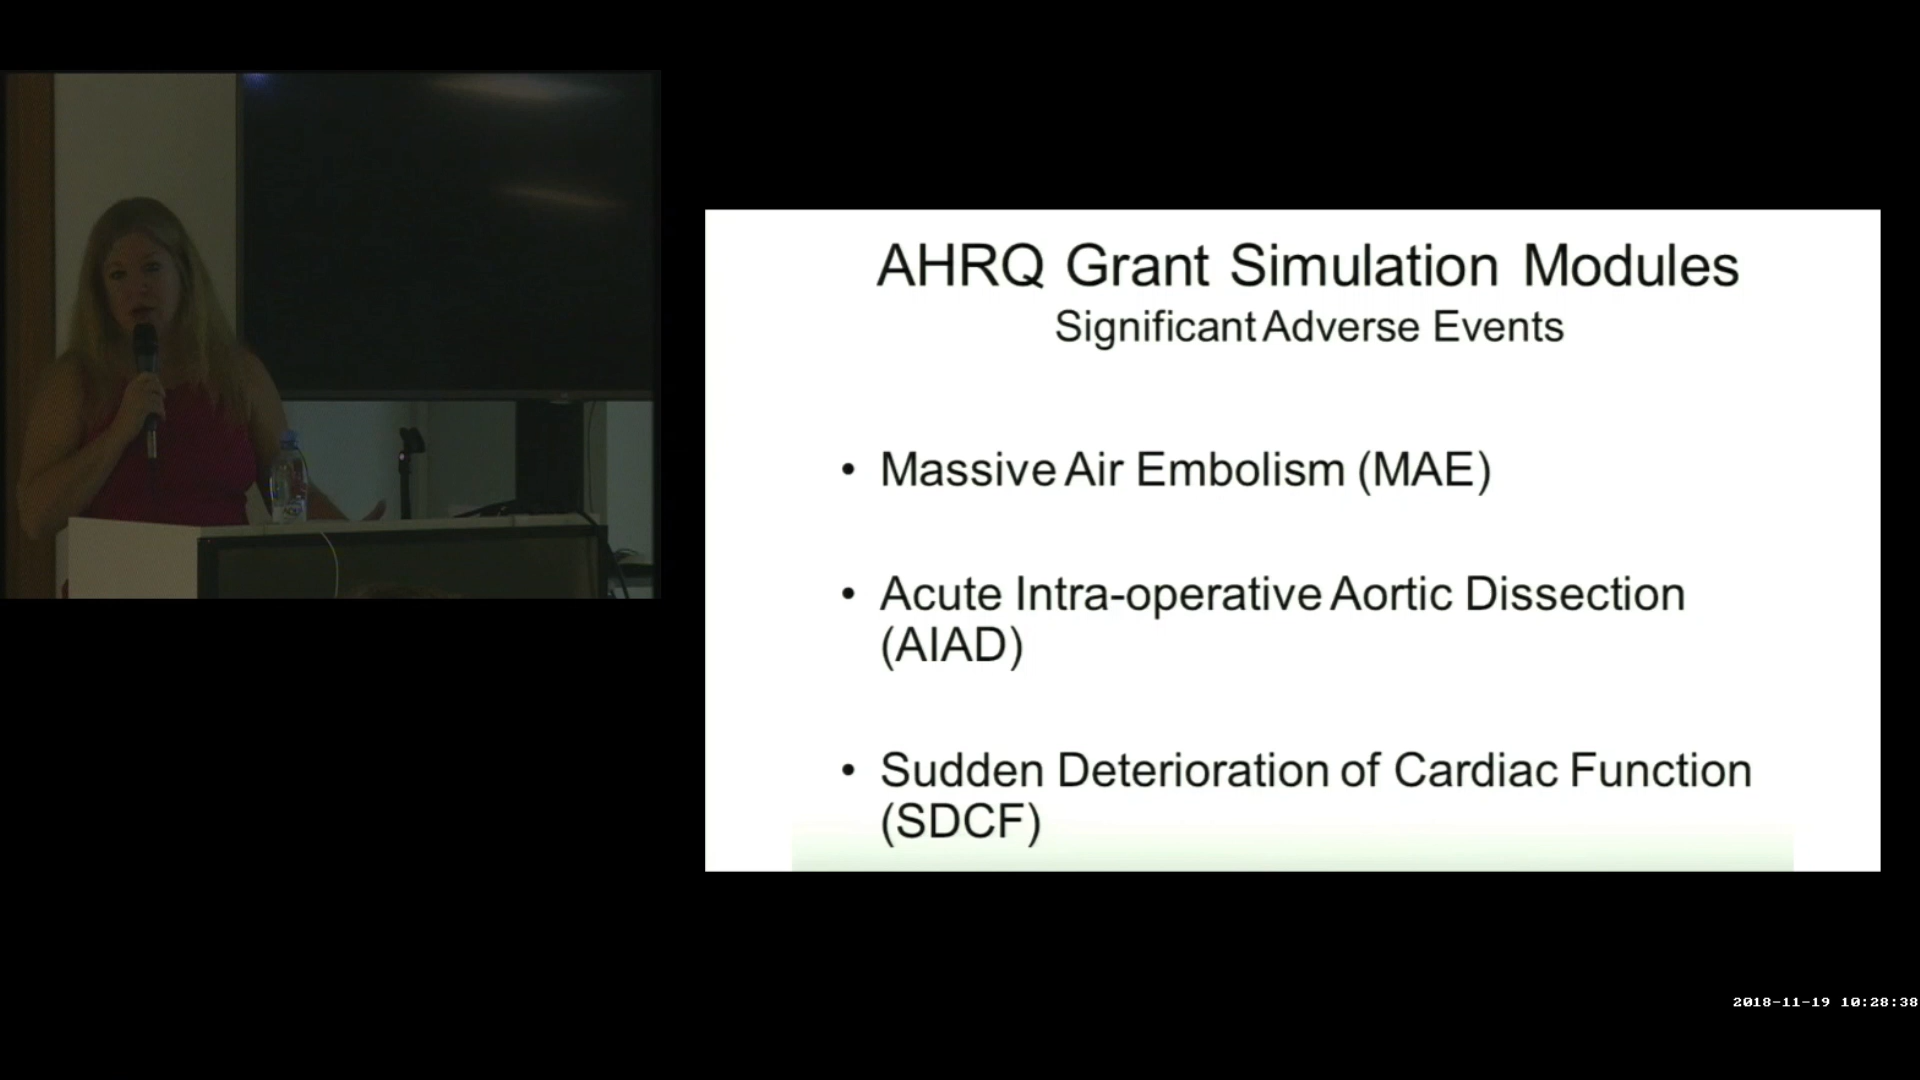 AHRQ Grant Simulation Modules
Significant Adverse Events
• Massive Air Embolism (MAE)
• Acute Intra-operative Aortic Dissection
(AIAD)
• Sudden Deterioration of Cardiac Function
(SDCF)
2018-11-19 10:28:38